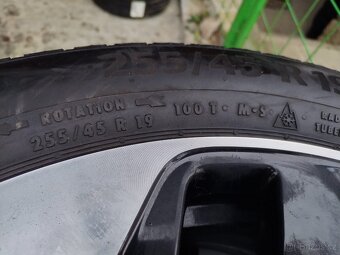 255/45 R 19
ROTATION
255/45 R 19 100 T · M+S
TUBE